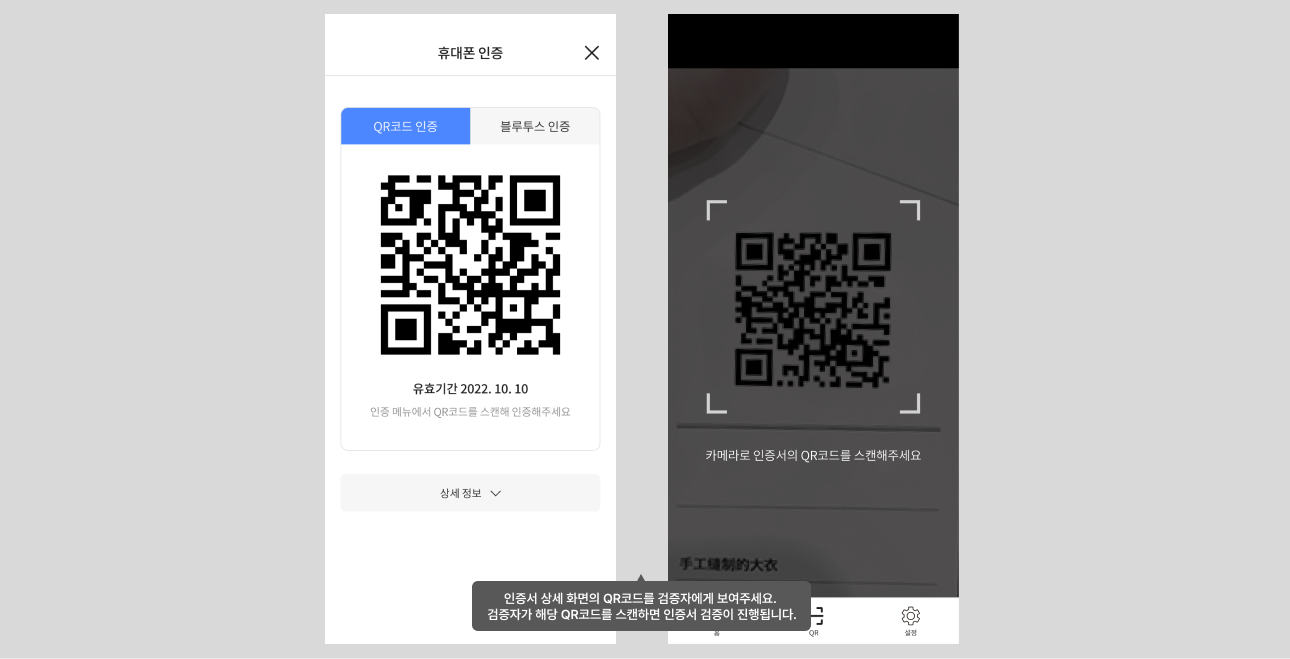 휴대폰 인증
QR코드 인증
블루투스 인증
유효기간 2022. 10. 10
인증 메뉴에서 QR코드를 스캔해 인증해주세요
상세 정보
카메라로 인증서의 QR코드를 스캔해주세요
手工缝制的大衣
인증서 상세 화면의 QR코드를 검증자에게 보여주세요.
검증자가 해당 QR코드를 스캔하면 인증서 검증이 진행됩니다.
홈
QR
설정